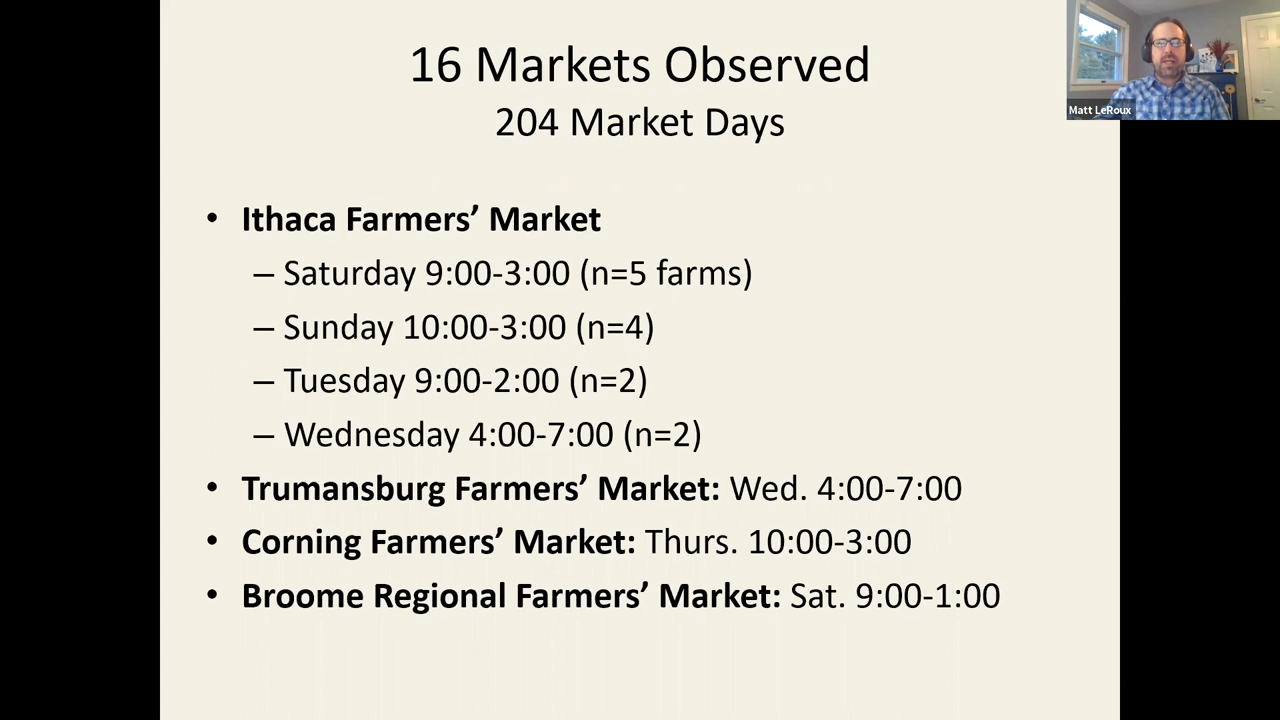 16 Markets Observed
204 Market Days
Matt LeRoux
• Ithaca Farmers’ Market
– Saturday 9:00-3:00 (n=5 farms)
– Sunday 10:00-3:00 (n=4)
– Tuesday 9:00-2:00 (n=2)
– Wednesday 4:00-7:00 (n=2)
• Trumansburg Farmers’ Market: Wed. 4:00-7:00
• Corning Farmers’ Market: Thurs. 10:00-3:00
• Broome Regional Farmers’ Market: Sat. 9:00-1:00